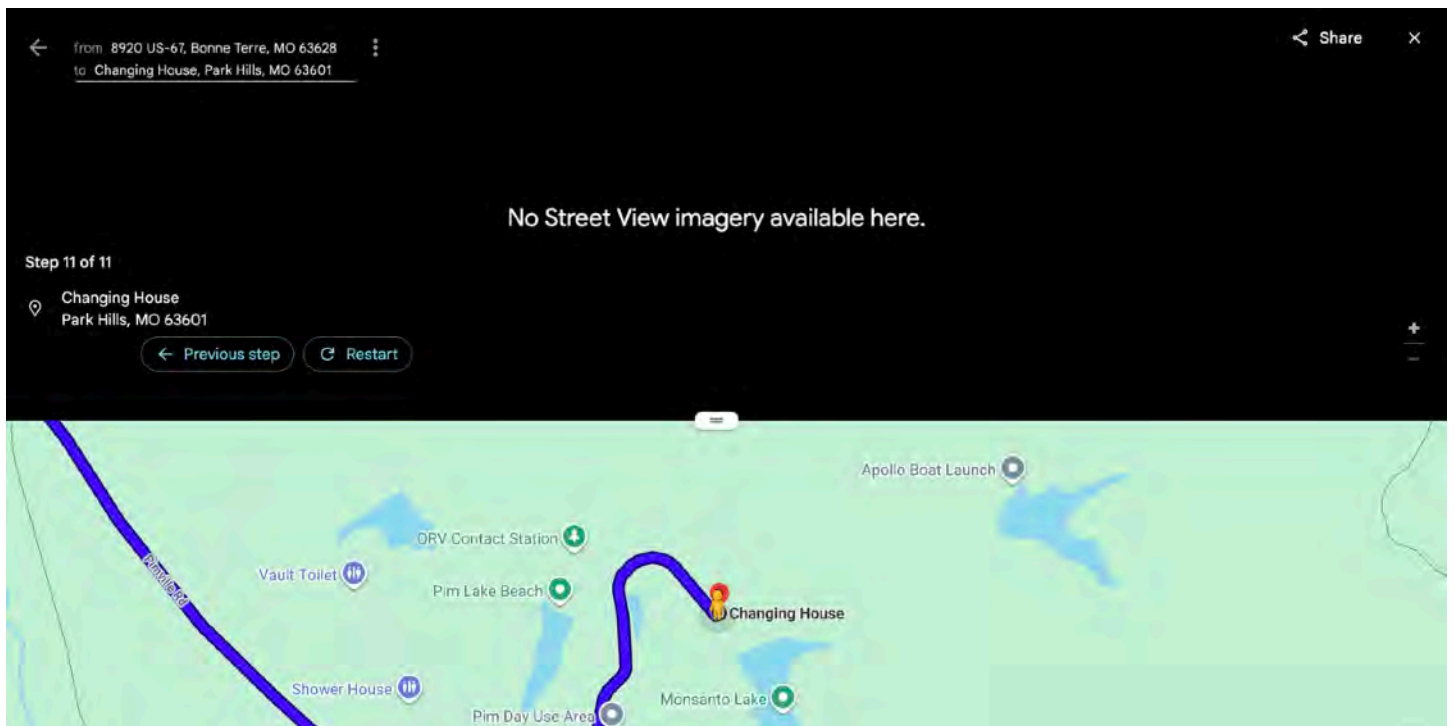 from 8920 US-67, Bonne Terre, MO 63628
to Changing House, Park Hills, MO 63601
Share
No Street View imagery available here.
Step 11 of 11
Changing House
Park Hills, MO 63601
Previous step
Restart
Apollo Boat Launch
ORV Contact Station
Pimville Rd
Vault Toilet
Pim Lake Beach
Changing House
Shower House
Monsanto Lake
Pim Day Use Area